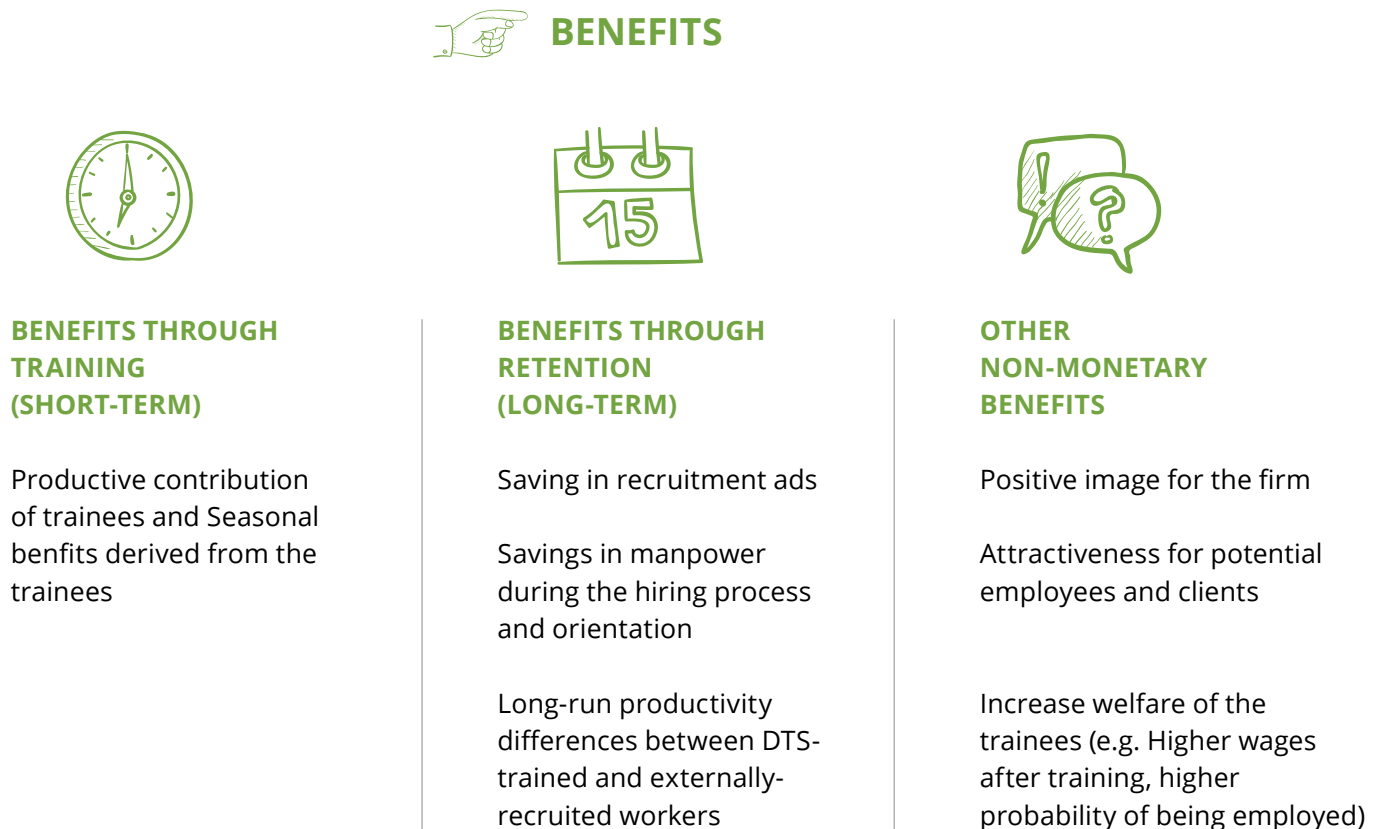 BENEFITS
15
BENEFITS THROUGH
TRAINING
(SHORT-TERM)
Productive contribution
of trainees and Seasonal
benfits derived from the
trainees
BENEFITS THROUGH
RETENTION
(LONG-TERM)
Saving in recruitment ads
Savings in manpower
during the hiring process
and orientation
Long-run productivity
differences between DTS-
trained and externally-
recruited workers
! ?
OTHER
NON-MONETARY
BENEFITS
Positive image for the firm
Attractiveness for potential
employees and clients
Increase welfare of the
trainees (e.g. Higher wages
after training, higher
probability of being employed)